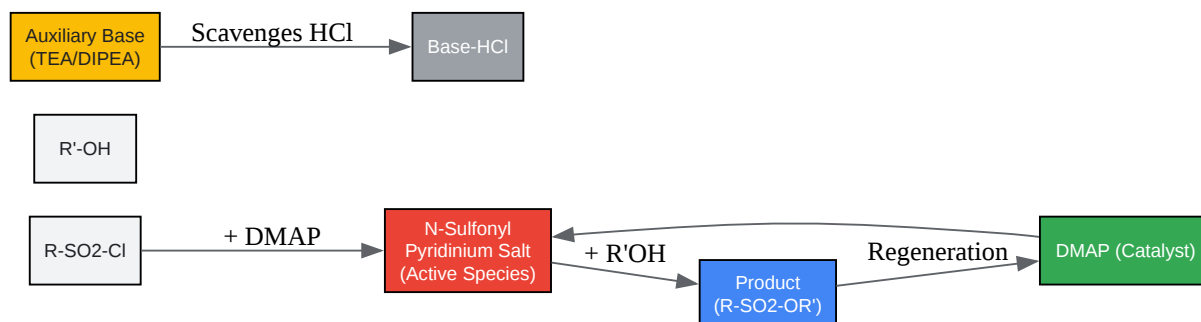 Auxiliary Base
(TEA/DIPEA)
Scavenges HCl
Base-HCl
R'-OH
R-SO2-Cl
+ DMAP
N-Sulfonyl
Pyridinium Salt
(Active Species)
+ R'OH
Product
(R-SO2-OR')
Regeneration
DMAP (Catalyst)